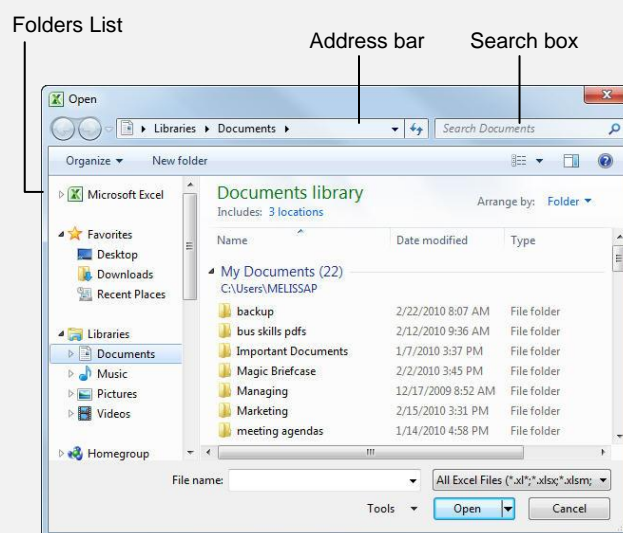 Folders List
Address bar Search box
Open
Libraries Documents
Search Documents
Organize New folder
Microsoft Excel
Favorites
Desktop
Downloads
Recent Places
Libraries
Documents
Music
Pictures
Videos
Homegroup
Documents library
Includes: 3 locations
Arrange by: Folder
Name Date modified Type
My Documents (22)
C:\Users\MELISSAP
backup 2/22/2010 8:07 AM File folder
bus skills pdfs 2/12/2010 9:36 AM File folder
Important Documents 1/7/2010 3:37 PM File folder
Magic Briefcase 2/2/2010 3:45 PM File folder
Managing 12/17/2009 8:52 AM File folder
Marketing 2/15/2010 3:31 PM File folder
meeting agendas 1/14/2010 4:58 PM File folder
File name: All Excel Files (*.xl*;*.xlsx;*.xlsm;
Tools Open Cancel